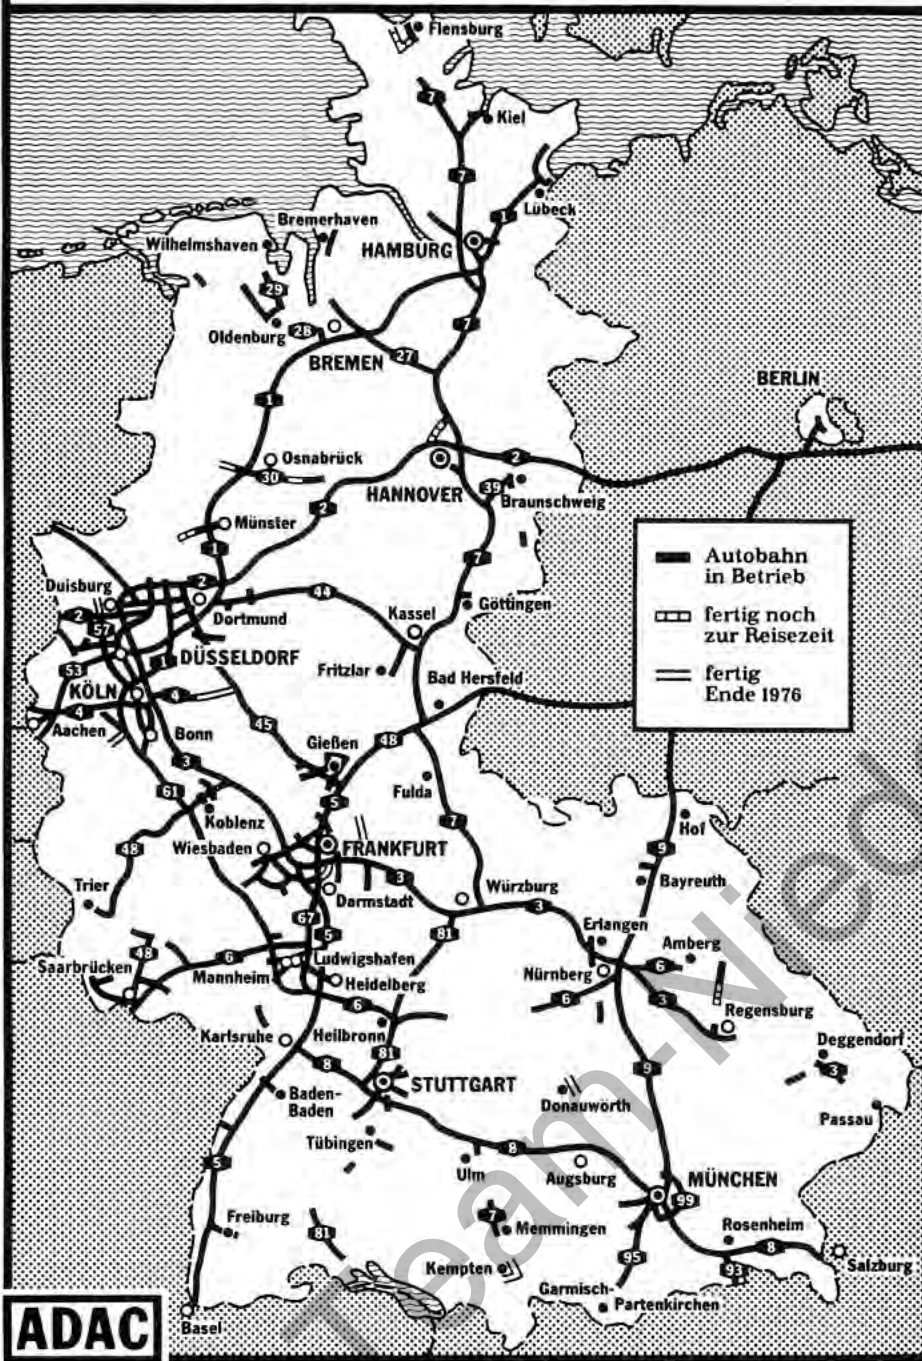 Flensburg
7
Kiel
7
Lübeck
1
Bremerhaven
Wilhelmshaven
HAMBURG
29
Oldenburg
28
7
BREMEN
27
BERLIN
1
Osnabrück
30
2
HANNOVER
39
Braunschweig
2
Münster
1
7
Autobahn
in Betrieb
fertig noch
zur Reisezeit
fertig
Ende 1976
Duisburg
2
44
Göttingen
2
57
Dortmund
Kassel
1
DÜSSELDORF
Fritzlar
53
Bad Hersfeld
KÖLN
4
4
Aachen
Bonn
45
48
Gießen
3
61
5
Fulda
Koblenz
7
Hof
48
Wiesbaden
FRANKFURT
9
3
Bayreuth
Trier
Darmstadt
Würzburg
3
67
81
Erlangen
5
Amberg
48
6
Ludwigshafen
Saarbrücken
Mannheim
6
Heidelberg
Nürnberg
3
6
6
Regensburg
Karlsruhe
Heilbronn
Deggendorf
8
81
9
3
STUTTGART
Baden-
Baden
Donauwörth
Passau
Tübingen
8
5
Ulm
Augsburg
MÜNCHEN
99
Freiburg
7
81
Memmingen
Rosenheim
95
8
Kempten
93
Salzburg
Garmisch-
Partenkirchen
ADAC
Basel
Team-Nied